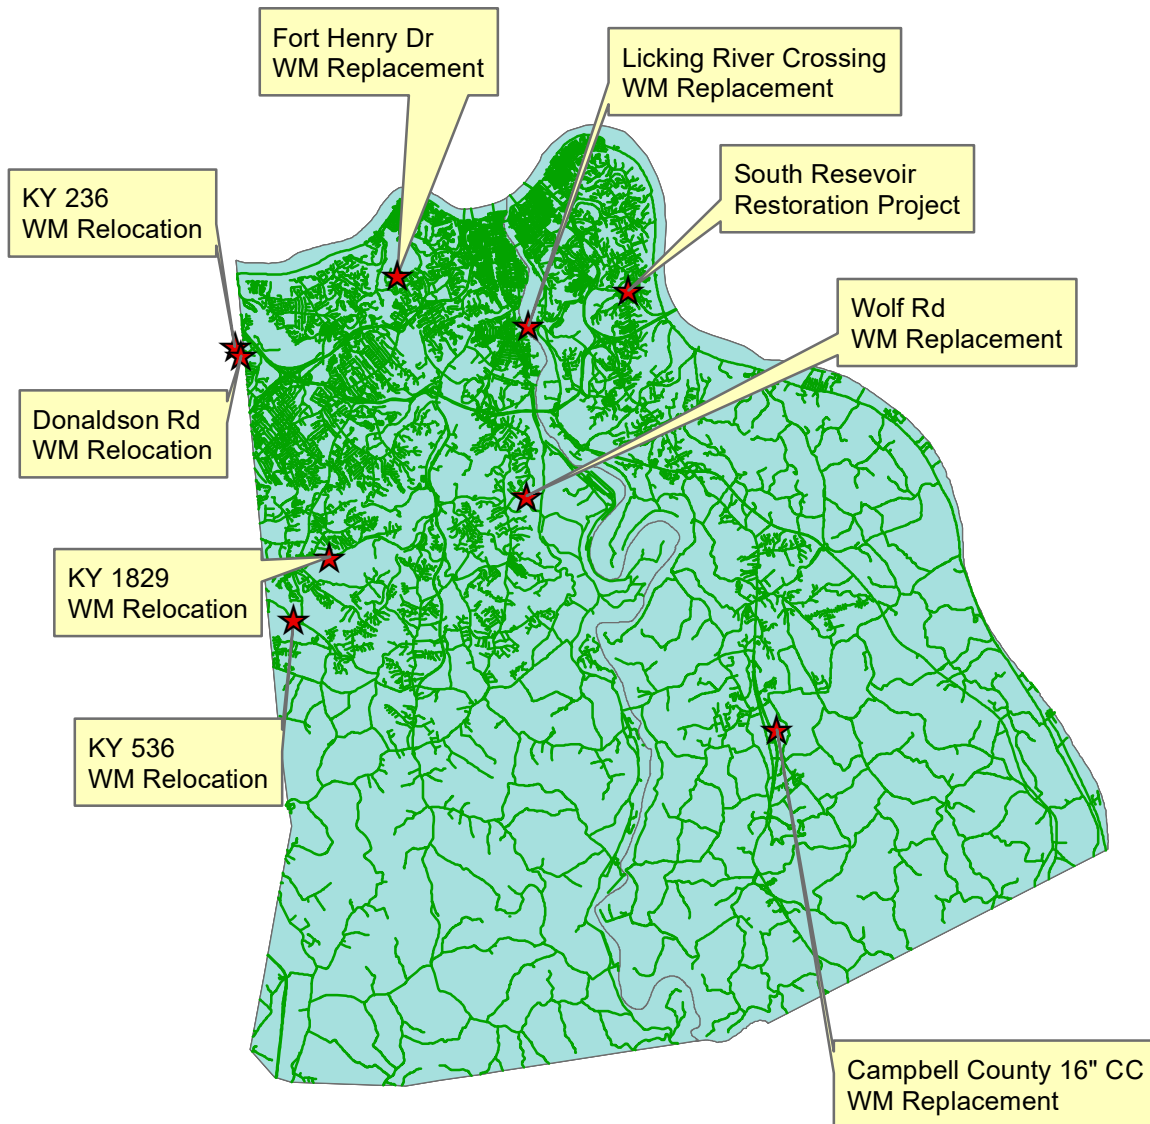 Fort Henry Dr
WM Replacement
Licking River Crossing
WM Replacement
South Resevoir
Restoration Project
KY 236
WM Relocation
Wolf Rd
WM Replacement
Donaldson Rd
WM Relocation
KY 1829
WM Relocation
KY 536
WM Relocation
Campbell County 16" CC
WM Replacement